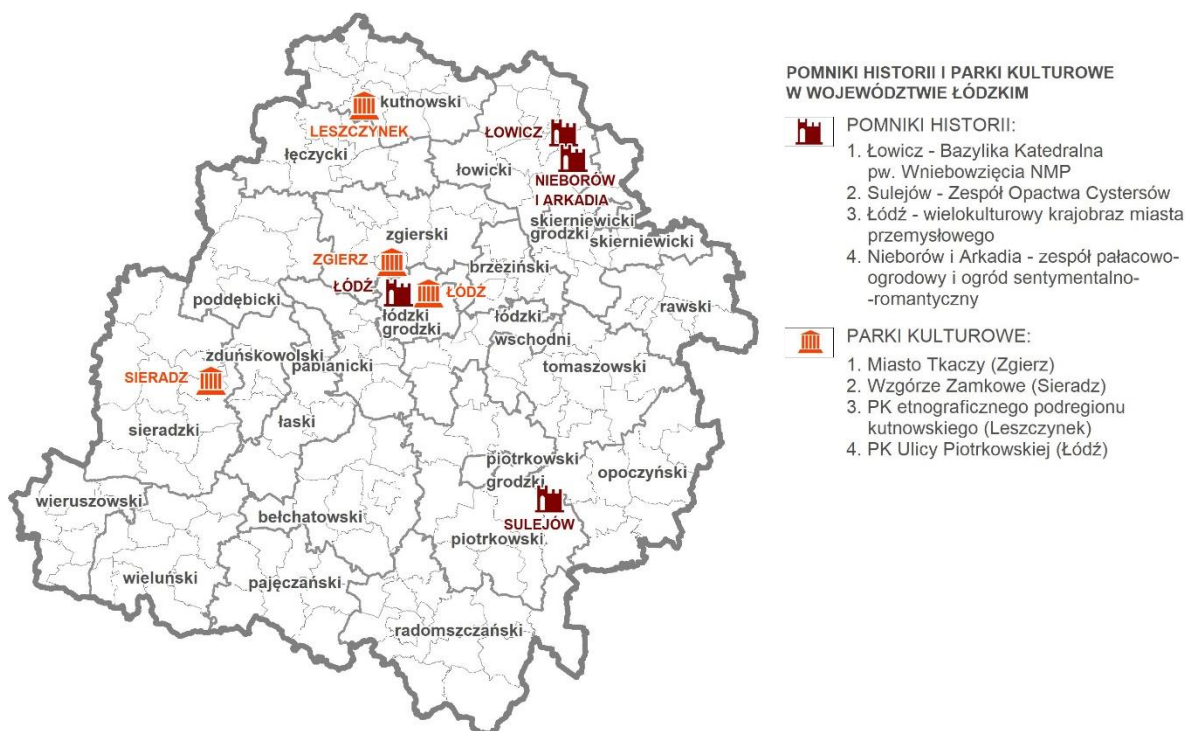 kutnowski
LESZCZYNEK
ŁOWICZ
łęczycki
łowicki
NIEBORÓW
I ARKADIA
skierniewicki
grodzki
skierniewicki
zgierski
ZGIERZ
brzeziński
ŁÓDŹ
ŁÓDŹ
poddębicki
rawski
łódzki
grodzki
łódzki
wschodni
zduńskowolski
pabianicki
tomaszowski
SIERADZ
łaski
sieradzki
piotrkowski
grodzki
opoczyński
wieruszowski
bełchatowski
SULEJÓW
piotrkowski
wieluński
pajęczański
radomszczański
POMNIKI HISTORII I PARKI KULTUROWE
W WOJEWÓDZTWIE ŁÓDZKIM
POMNIKI HISTORII:
1. Łowicz - Bazylika Katedralna
pw. Wniebowzięcia NMP
2. Sulejów - Zespół Opactwa Cystersów
3. Łódź - wielokulturowy krajobraz miasta
przemysłowego
4. Nieborów i Arkadia - zespół pałacowo-
ogrodowy i ogród sentymentalno-
-romantyczny
PARKI KULTUROWE:
1. Miasto Tkaczy (Zgierz)
2. Wzgórze Zamkowe (Sieradz)
3. PK etnograficznego podregionu
kutnowskiego (Leszczynek)
4. PK Ulicy Piotrkowskiej (Łódź)